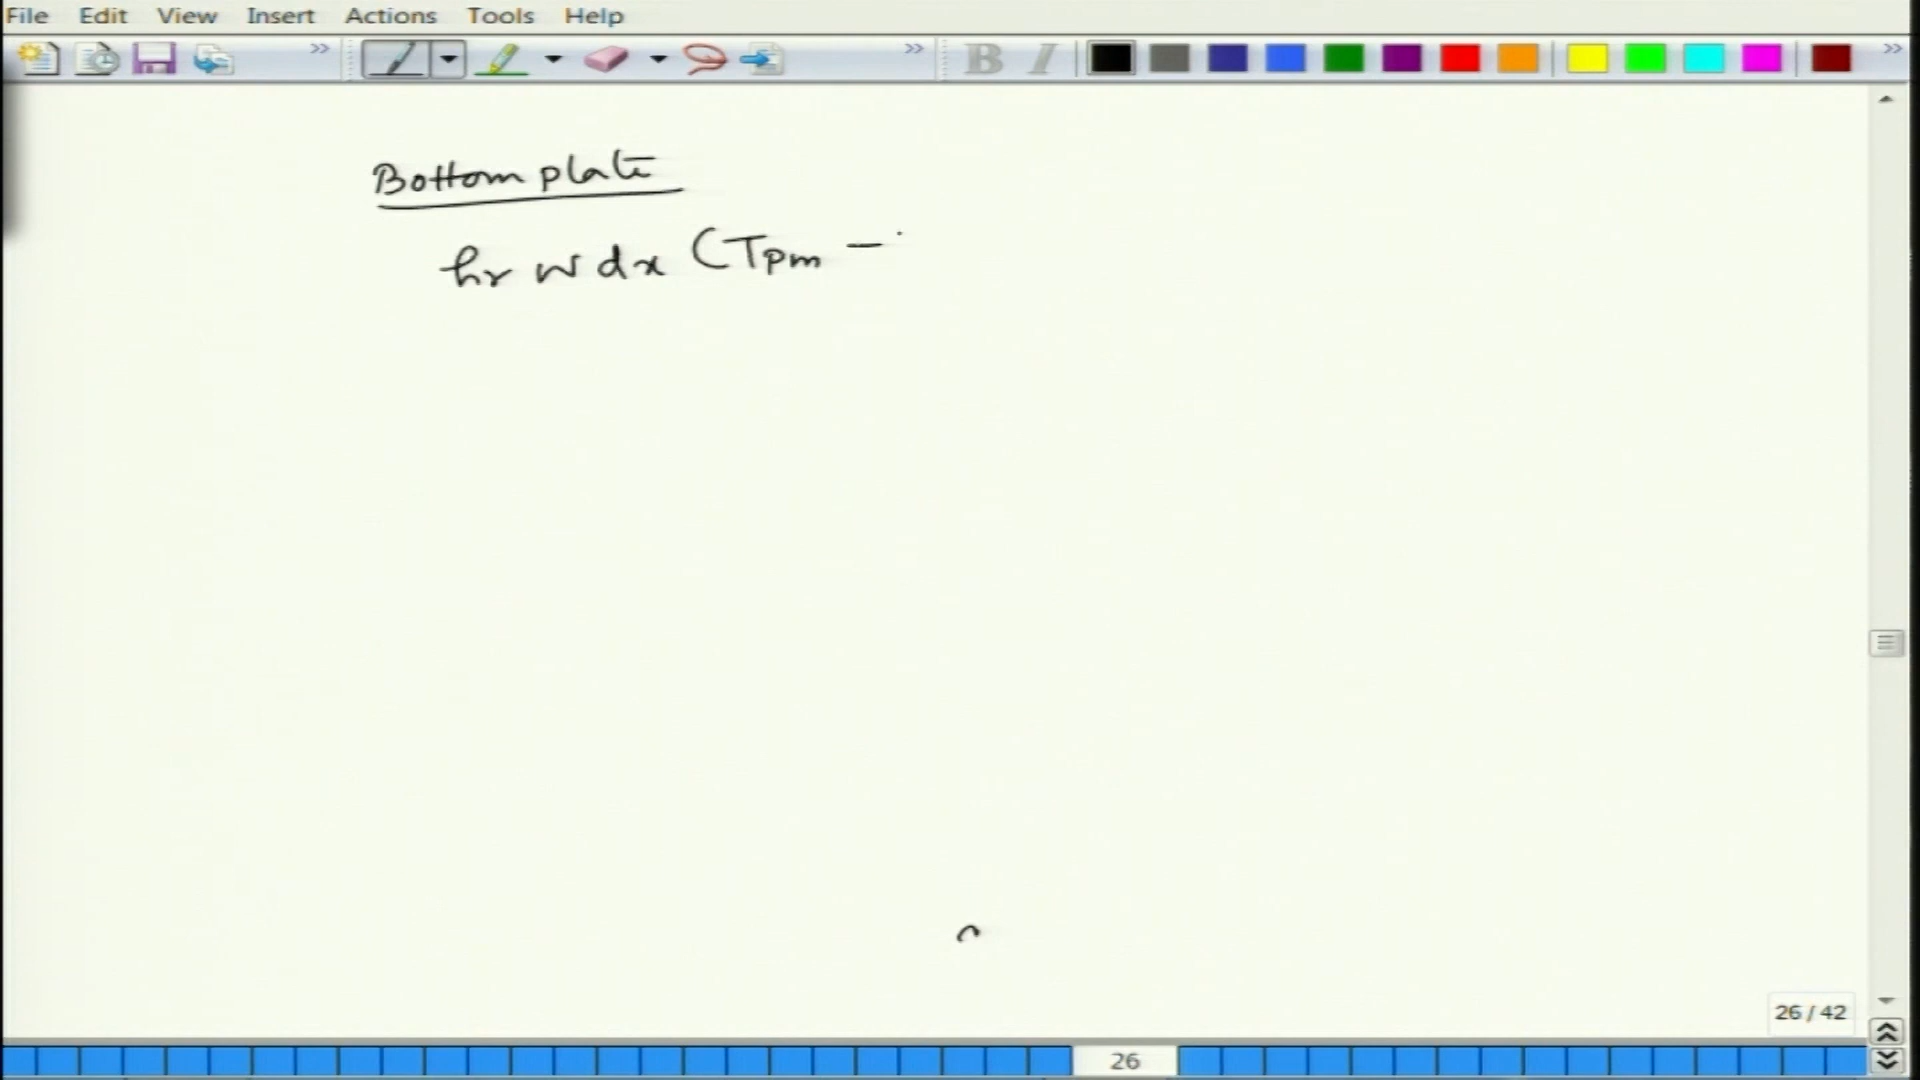 File Edit View Insert Actions Tools Help
B I
Bottom plate
hr W dx (Tpm -
26 / 42
26